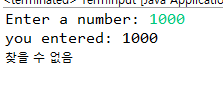 Enter a number: 1000
you entered: 1000
찾을 수 없음